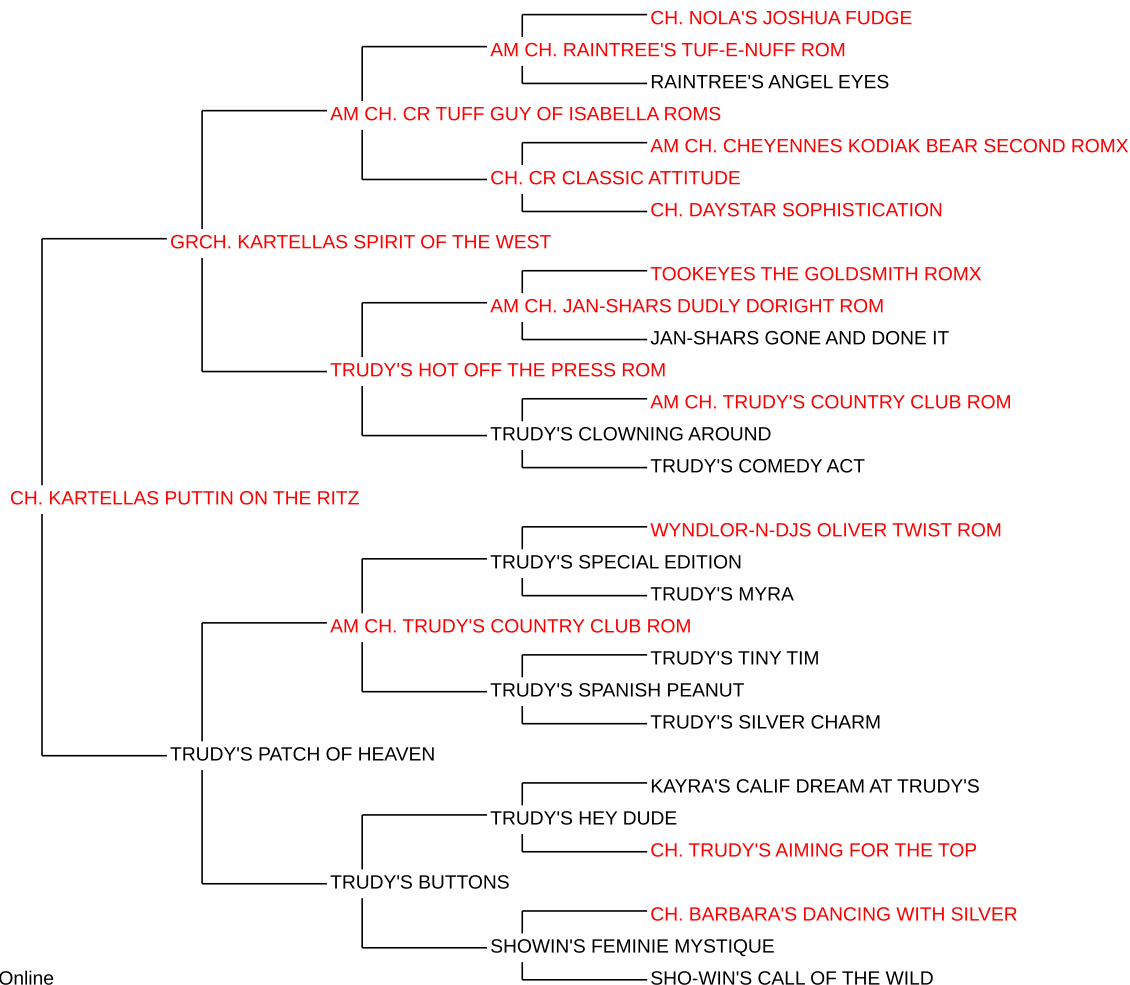 CH. NOLA'S JOSHUA FUDGE
AM CH. RAINTREE'S TUF-E-NUFF ROM
RAINTREE'S ANGEL EYES
AM CH. CR TUFF GUY OF ISABELLA ROMS
AM CH. CHEYENNES KODIAK BEAR SECOND ROMX
CH. CR CLASSIC ATTITUDE
CH. DAYSTAR SOPHISTICATION
GRCH. KARTELLAS SPIRIT OF THE WEST
TOOKEYES THE GOLDSMITH ROMX
AM CH. JAN-SHARS DUDLY DORIGHT ROM
JAN-SHARS GONE AND DONE IT
TRUDY'S HOT OFF THE PRESS ROM
AM CH. TRUDY'S COUNTRY CLUB ROM
TRUDY'S CLOWNING AROUND
TRUDY'S COMEDY ACT
CH. KARTELLAS PUTTIN ON THE RITZ
WYNDLOR-N-DJS OLIVER TWIST ROM
TRUDY'S SPECIAL EDITION
TRUDY'S MYRA
AM CH. TRUDY'S COUNTRY CLUB ROM
TRUDY'S TINY TIM
TRUDY'S SPANISH PEANUT
TRUDY'S SILVER CHARM
TRUDY'S PATCH OF HEAVEN
KAYRA'S CALIF DREAM AT TRUDY'S
TRUDY'S HEY DUDE
CH. TRUDY'S AIMING FOR THE TOP
TRUDY'S BUTTONS
CH. BARBARA'S DANCING WITH SILVER
SHOWIN'S FEMINIE MYSTIQUE
SHO-WIN'S CALL OF THE WILD
Online